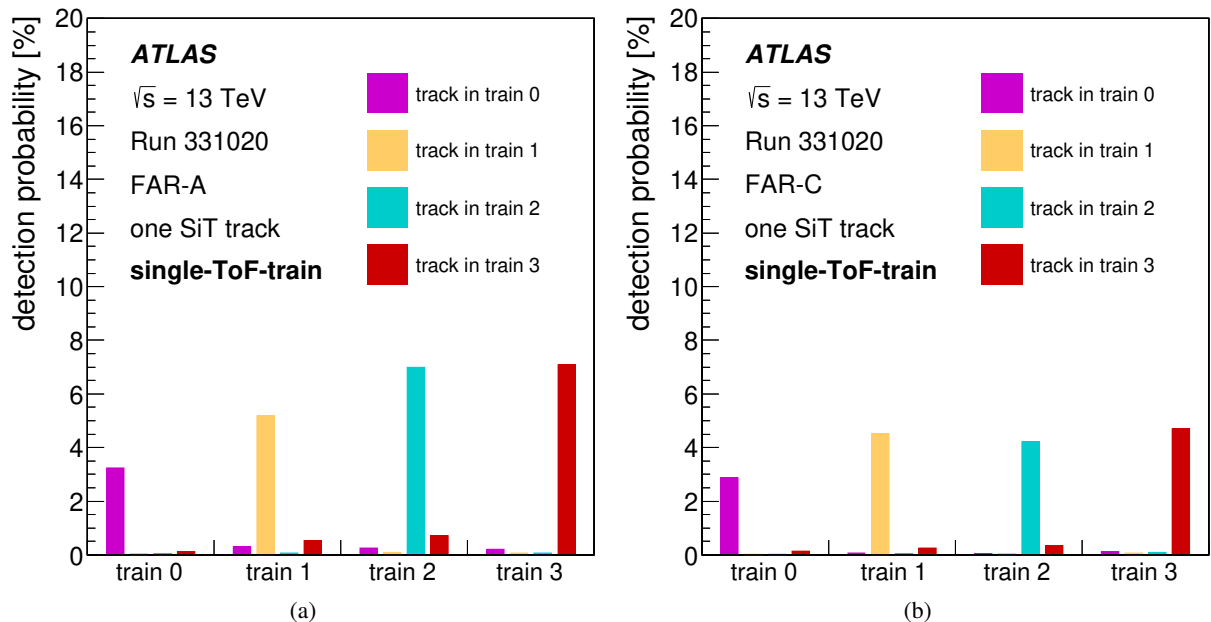 detection probability [%]
20
18
16
14
12
10
8
6
4
2
0
ATLAS
√s = 13 TeV
Run 331020
FAR-A
one SiT track
single-ToF-train
track in train 0
track in train 1
track in train 2
track in train 3
train 0 train 1 train 2 train 3
(a)
detection probability [%]
20
18
16
14
12
10
8
6
4
2
0
ATLAS
√s = 13 TeV
Run 331020
FAR-C
one SiT track
single-ToF-train
track in train 0
track in train 1
track in train 2
track in train 3
train 0 train 1 train 2 train 3
(b)